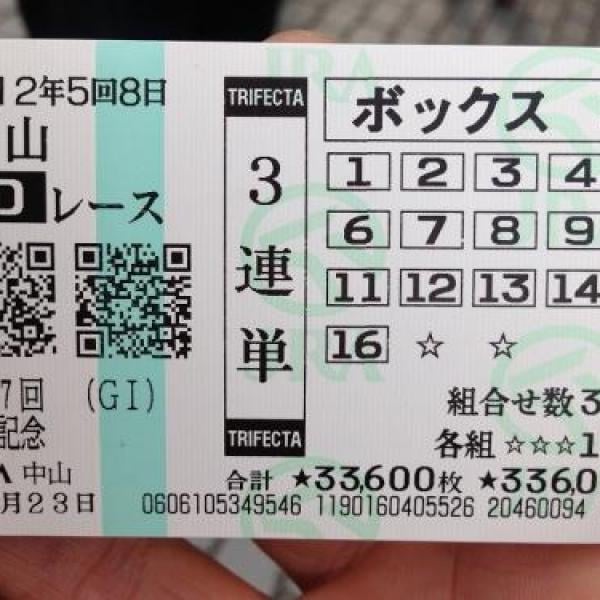 12年5回8日
山
レース
7回 (GI)
記念
中山
月23日
TRIFECTA
3連単
TRIFECTA
ボックス
1 2 3 4
6 7 8 9
11 12 13 14
16 ☆ ☆
組合せ数3
各組 ☆☆☆1
合計 ★33,600枚 ★336,0
0606105349546 1190160405526 20460094
JRA